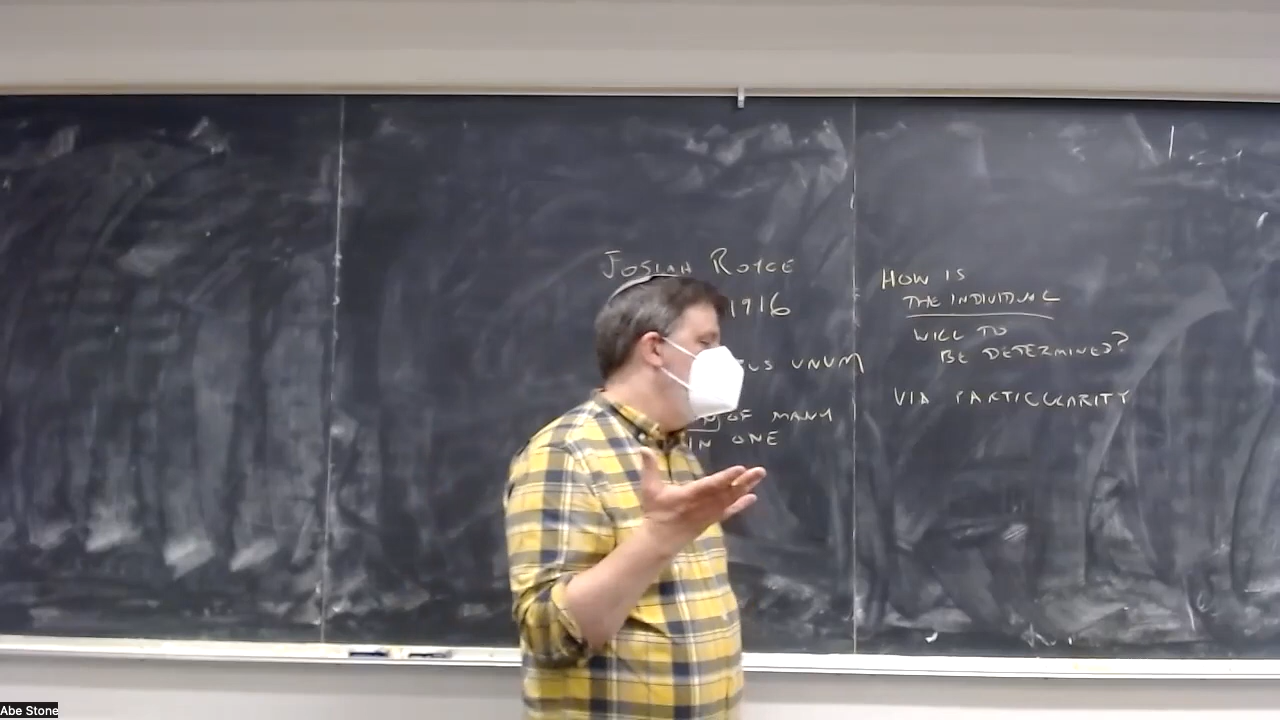 Josiah Royce
1916
UNUM
OF MANY
IN ONE
HOW IS
THE INDIVIDUAL
WILL TO
BE DETERMINED?
VIA PARTICULARITY
Abe Stone